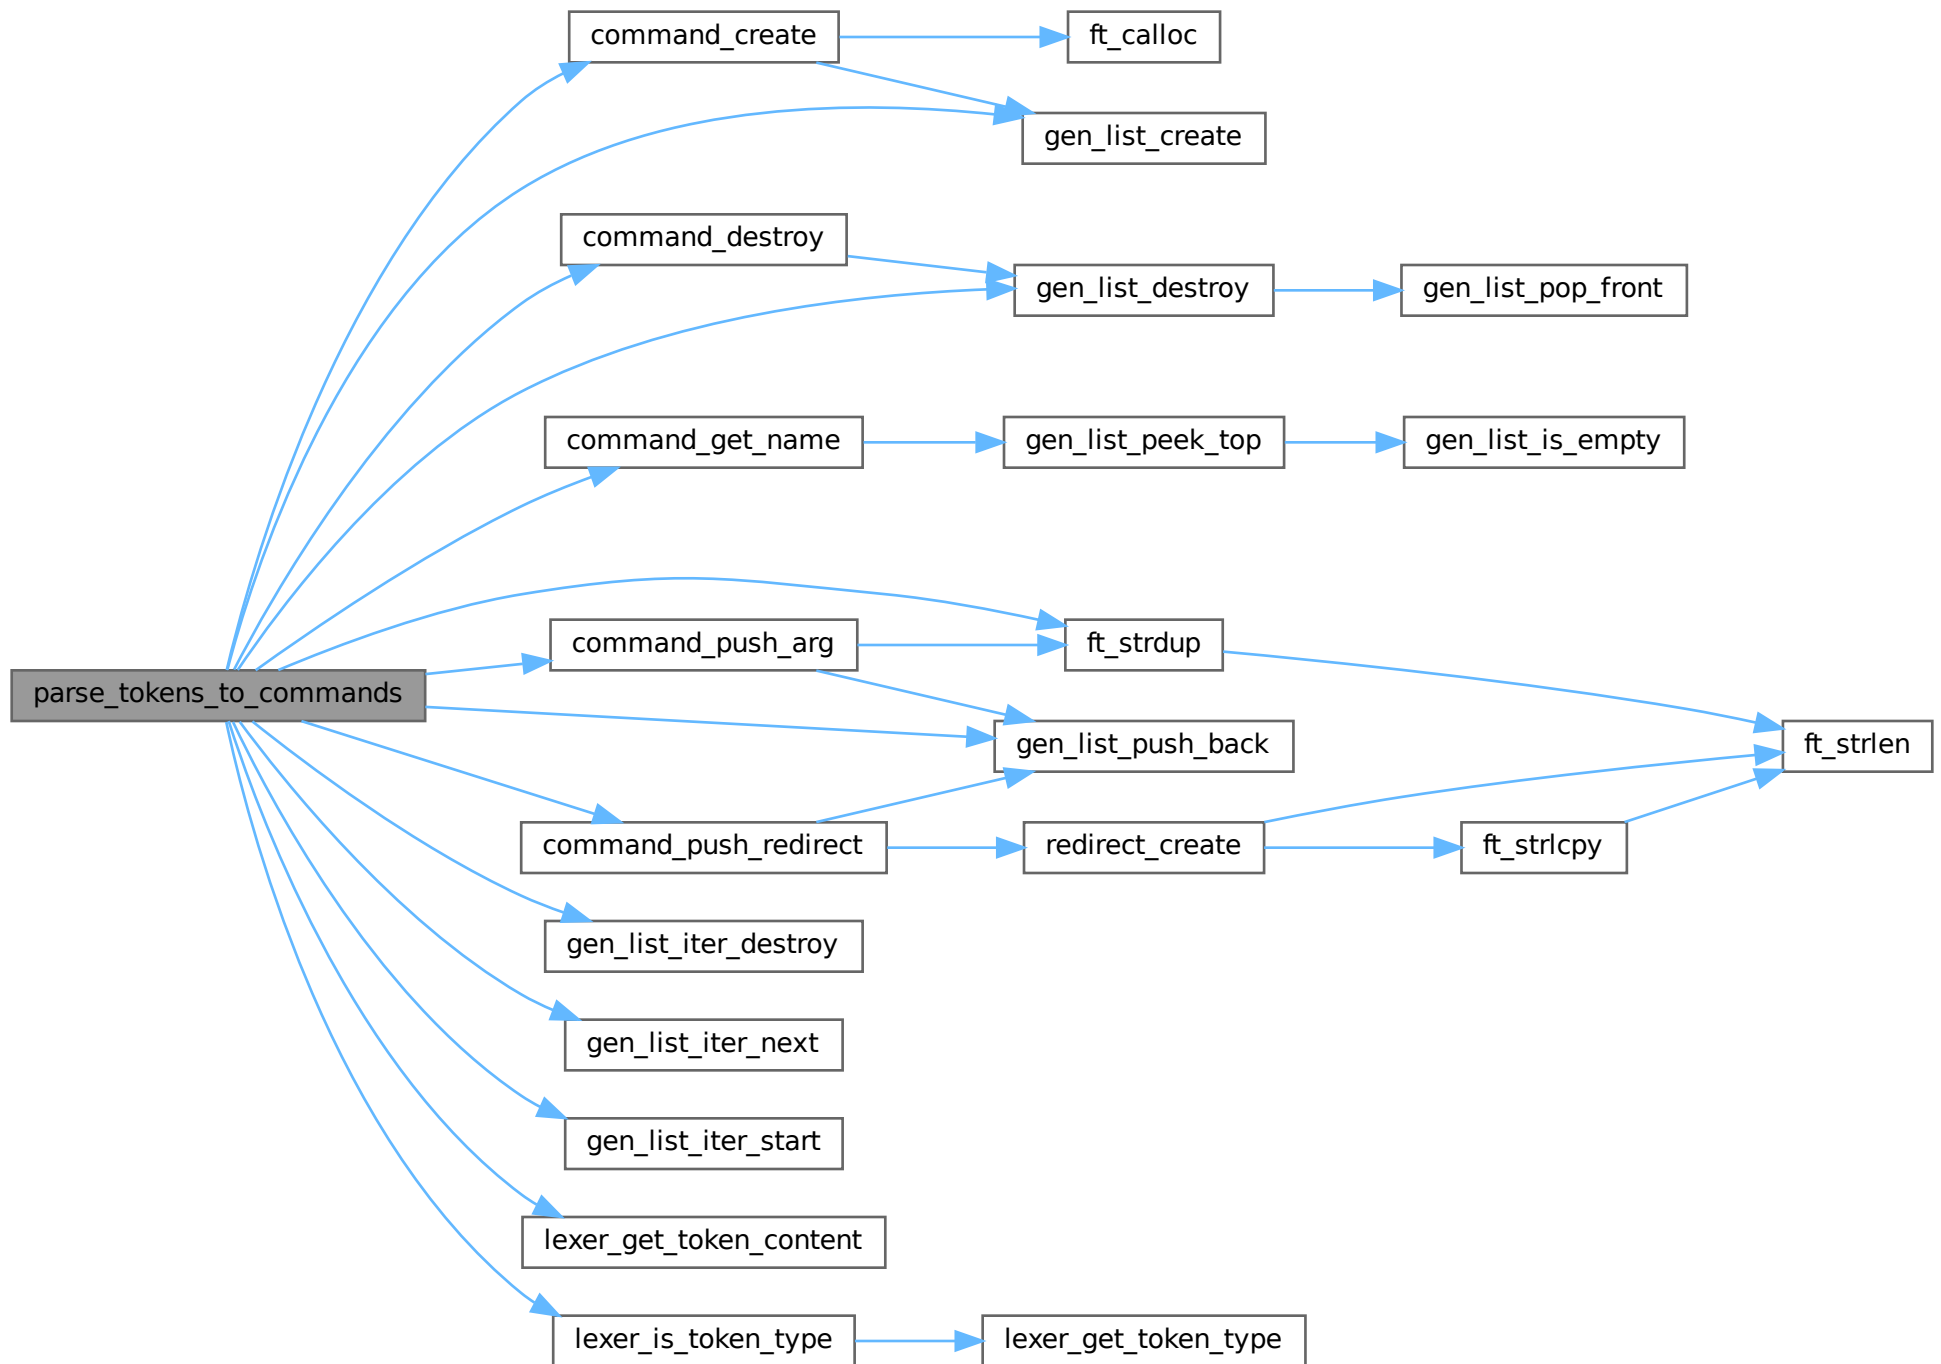 command_create
ft_calloc
gen_list_create
command_destroy
gen_list_destroy
gen_list_pop_front
command_get_name
gen_list_peek_top
gen_list_is_empty
command_push_arg
ft_strdup
parse_tokens_to_commands
gen_list_push_back
ft_strlen
command_push_redirect
redirect_create
ft_strlcpy
gen_list_iter_destroy
gen_list_iter_next
gen_list_iter_start
lexer_get_token_content
lexer_is_token_type
lexer_get_token_type